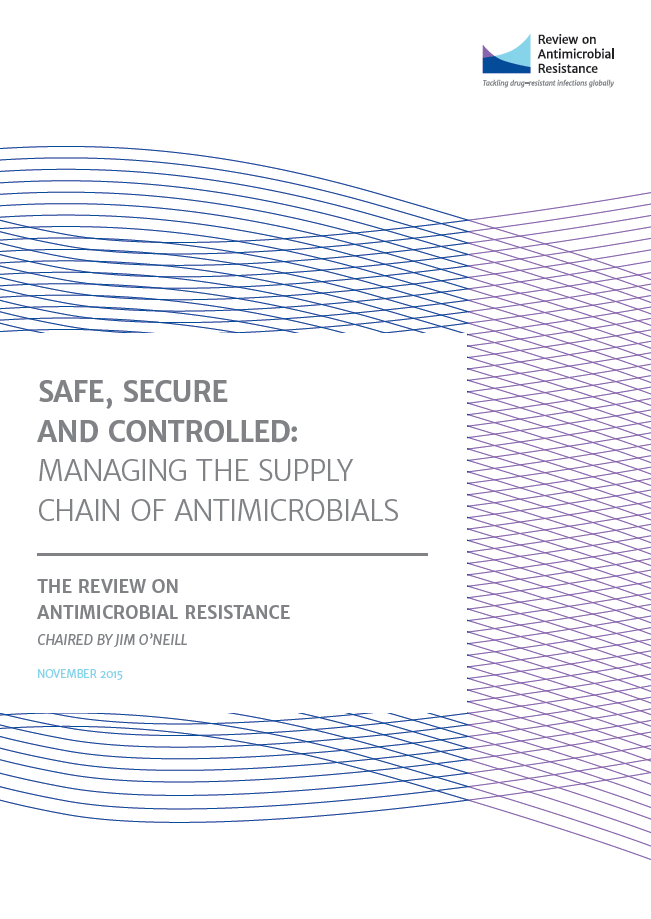 Review on
Antimicrobial
Resistance
Tackling drug-resistant infections globally
SAFE, SECURE
AND CONTROLLED:
MANAGING THE SUPPLY
CHAIN OF ANTIMICROBIALS
THE REVIEW ON
ANTIMICROBIAL RESISTANCE
CHAIRED BY JIM O’NEILL
NOVEMBER 2015